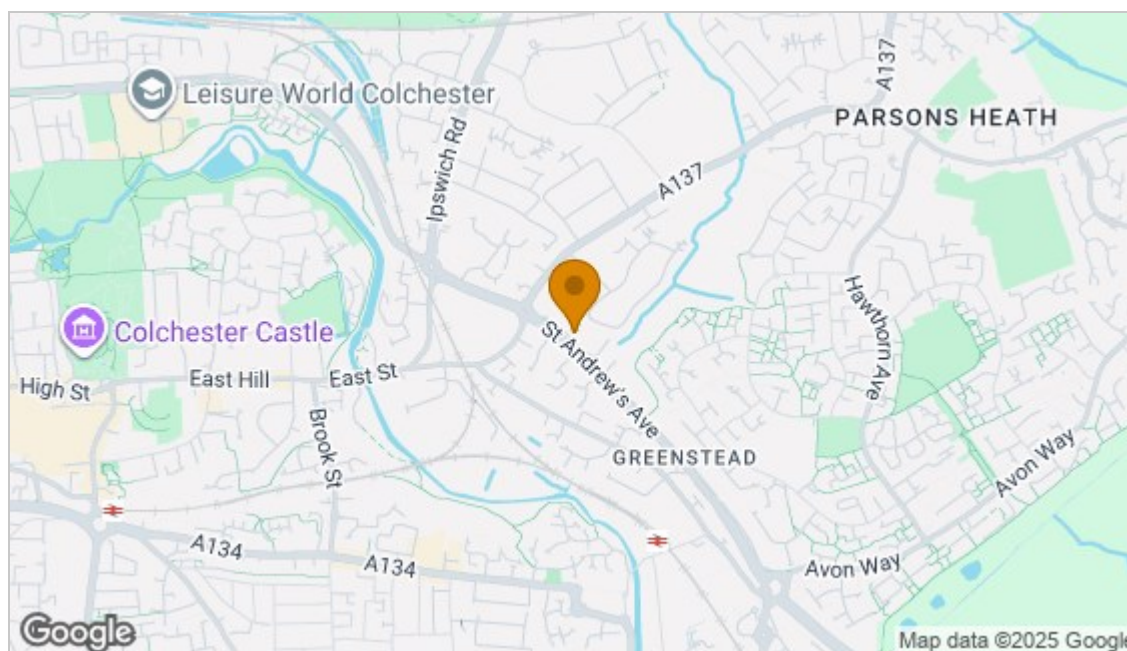 Leisure World Colchester
Ipswich Rd
A137
A137
PARSONS HEATH
Hawthorn Ave
Colchester Castle
St Andrew's Ave
High St
East Hill
East St
Brook St
GREENSTEAD
Avon Way
A134
A134
Avon Way
Google
Map data ©2025 Google